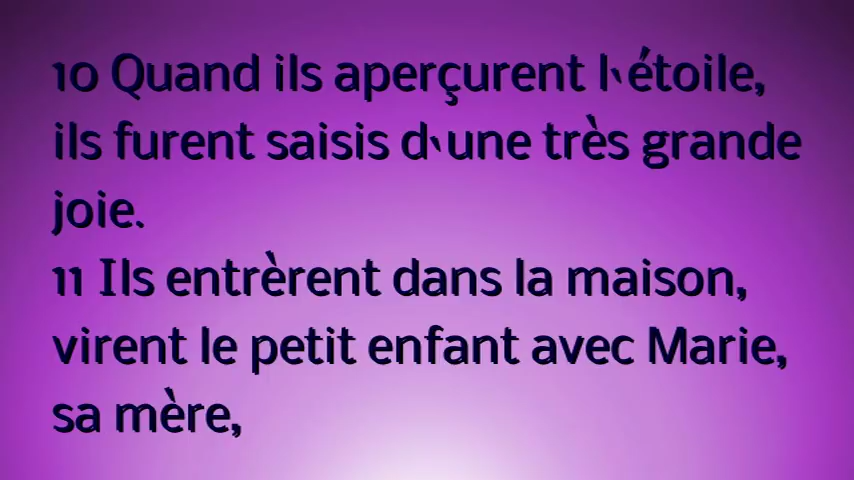 10 Quand ils aperçurent l'étoile,
ils furent saisis d'une très grande
joie.
11 Ils entrèrent dans la maison,
virent le petit enfant avec Marie,
sa mère,